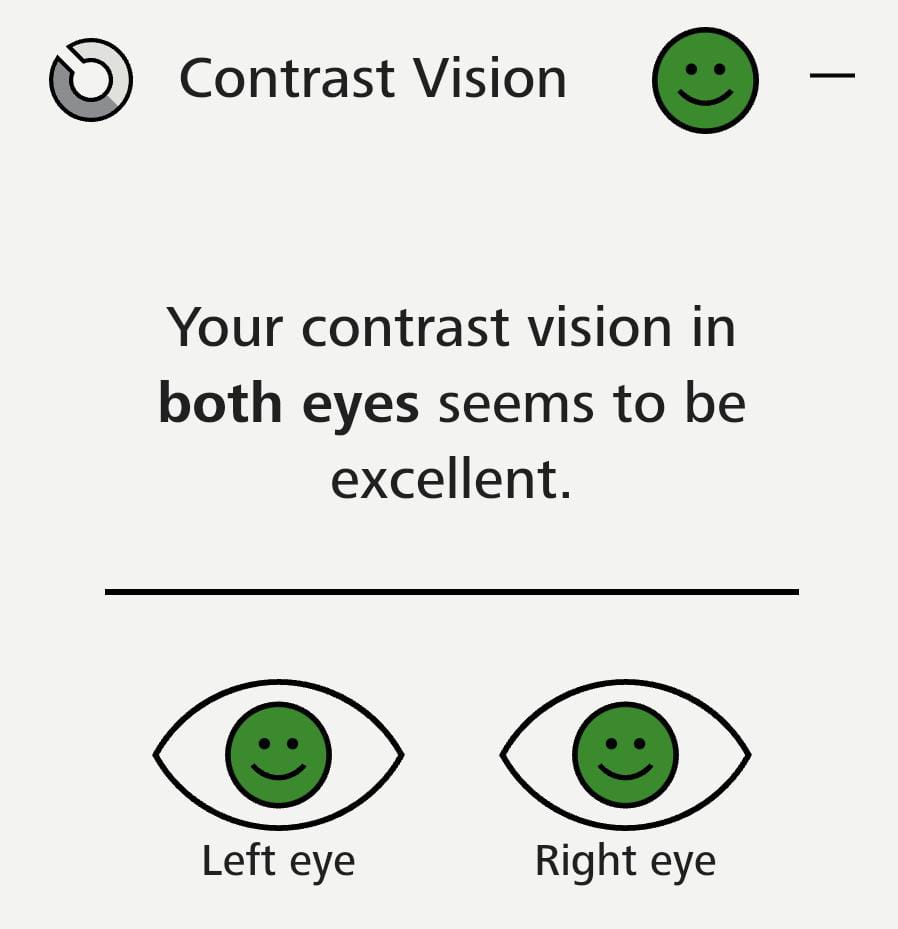 Contrast Vision
Your contrast vision in
both eyes seems to be
excellent.
Left eye
Right eye